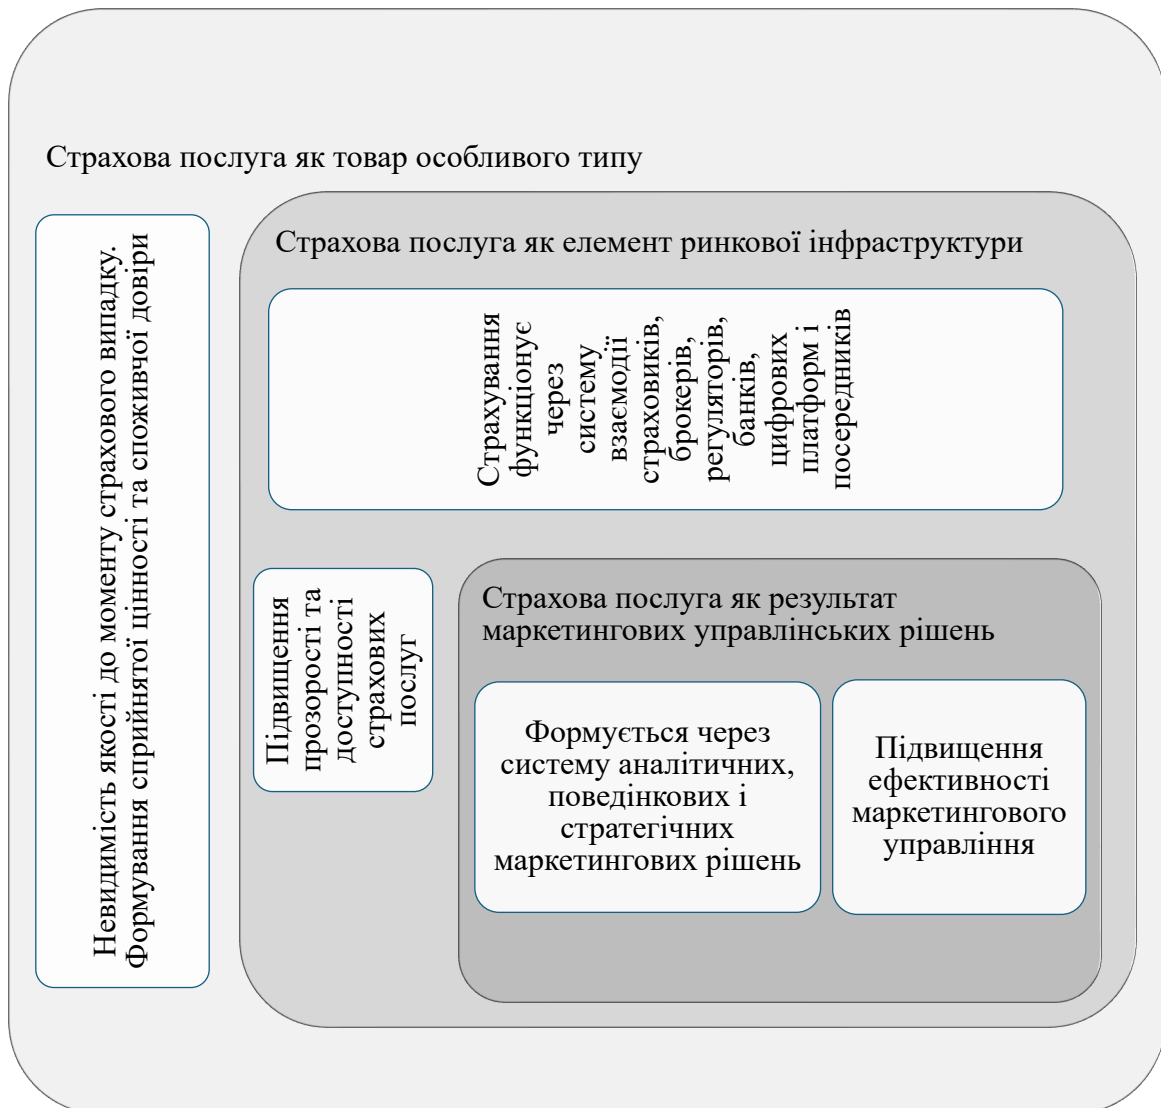 Страхова послуга як товар особливого типу
Невидимість якості до моменту страхового випадку.
Формування сприйнятої цінності та споживчої довіри
Страхова послуга як елемент ринкової інфраструктури
Страхування
функціонує
через
систему
взаємодії
страховиків,
брокерів,
регуляторів,
банків,
цифрових
платформ і
посередників
Підвищення
прозорості та
доступності
страхових
послуг
Страхова послуга як результат
маркетингових управлінських рішень
Формується через
систему аналітичних,
поведінкових і
стратегічних
маркетингових рішень
Підвищення
ефективності
маркетингового
управління